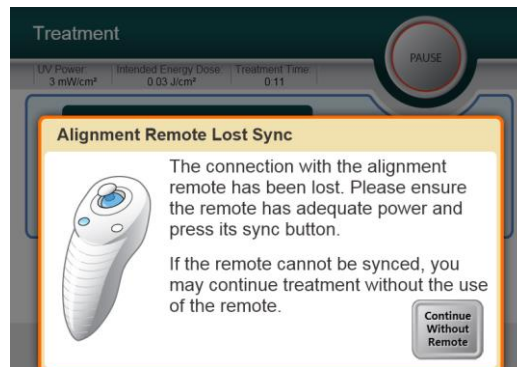 Treatment
PAUSE
UV Power: Intended Energy Dose: Treatment Time:
3 mW/cm² 0.03 J/cm² 0:11
Alignment Remote Lost Sync
The connection with the alignment
remote has been lost. Please ensure
the remote has adequate power and
press its sync button.
If the remote cannot be synced, you
may continue treatment without the use
of the remote.
Continue
Without
Remote